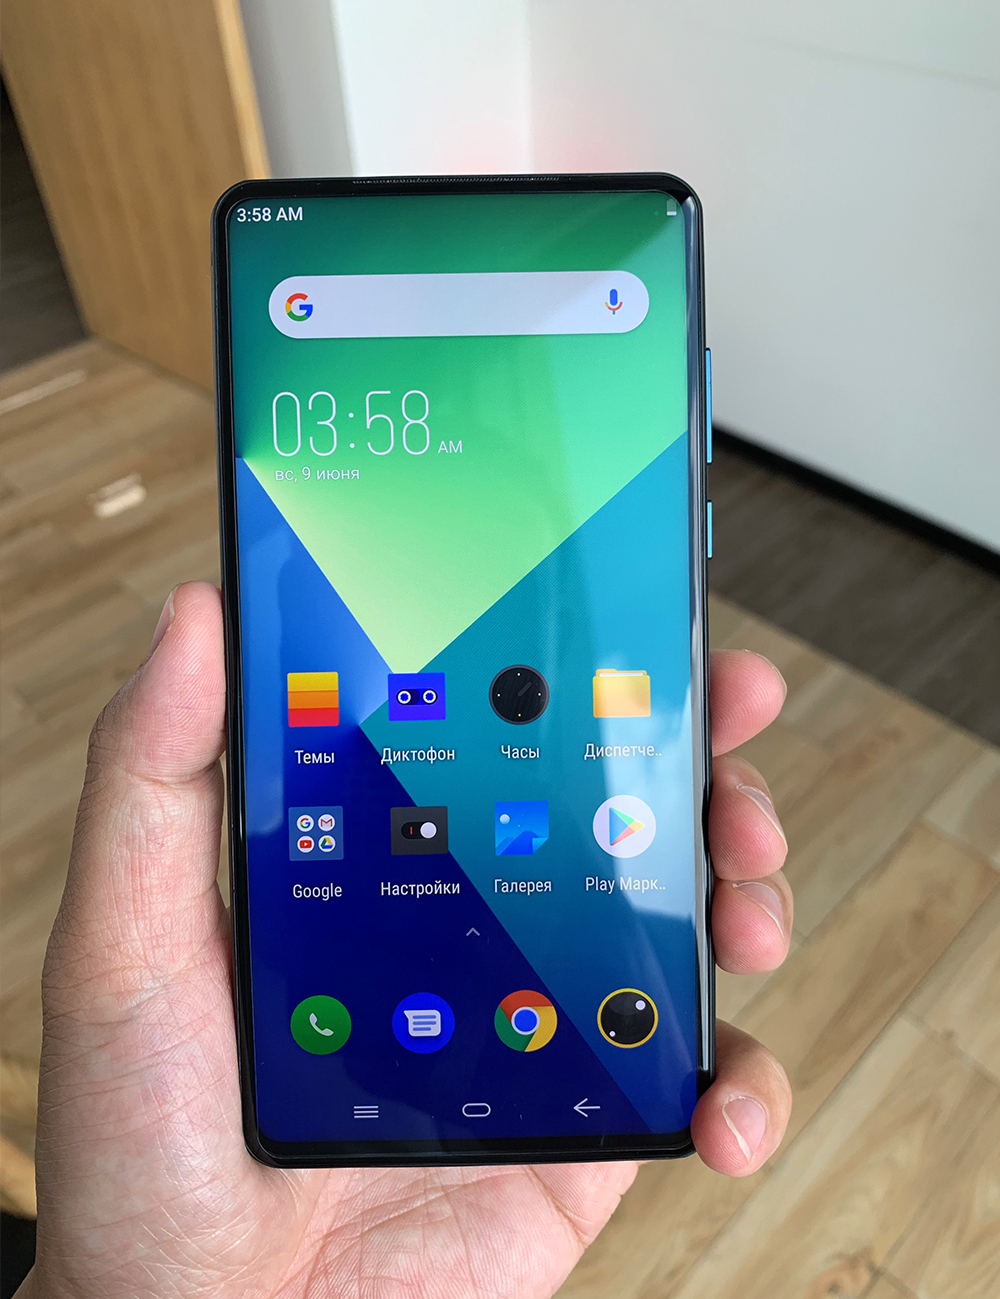 3:58 AM
03:58 AM
вс, 9 июня
Темы
Диктофон
Часы
Диспетче..
Google
Настройки
Галерея
Play Марк..